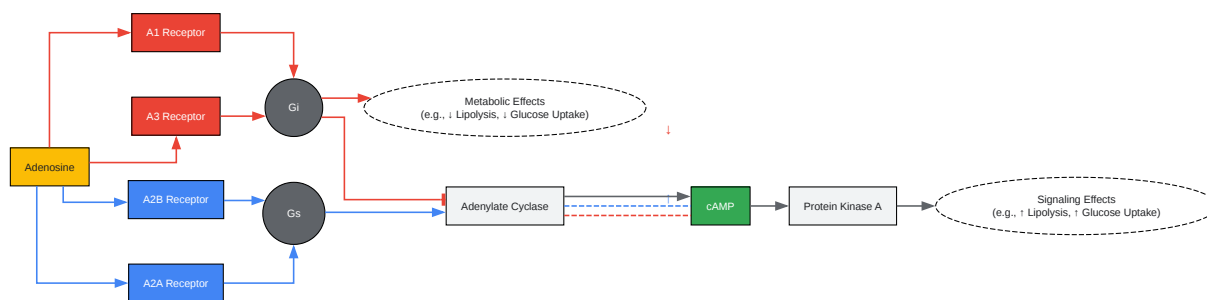 A1 Receptor
Gi
Metabolic Effects
(e.g., ↓ Lipolysis, ↓ Glucose Uptake)
A3 Receptor
↓
Adenosine
A2B Receptor
Gs
Adenylate Cyclase
↑
cAMP
Protein Kinase A
Signaling Effects
(e.g., ↑ Lipolysis, ↑ Glucose Uptake)
A2A Receptor